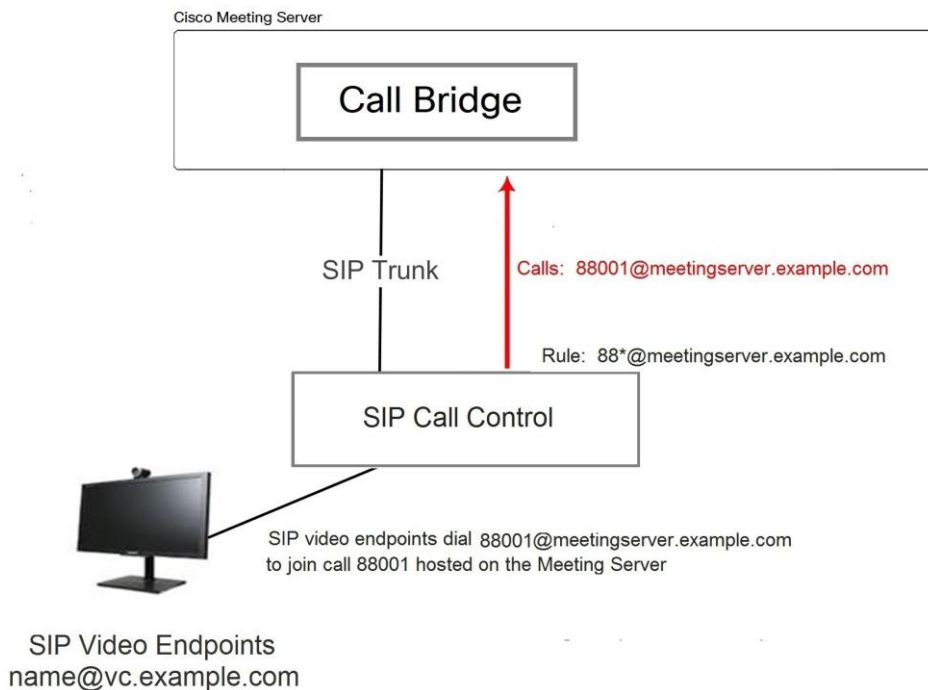 Cisco Meeting Server
Call Bridge
SIP Trunk
Calls: 88001@meetingserver.example.com
Rule: 88*@meetingserver.example.com
SIP Call Control
SIP video endpoints dial 88001@meetingserver.example.com
to join call 88001 hosted on the Meeting Server
SIP Video Endpoints
name@vc.example.com